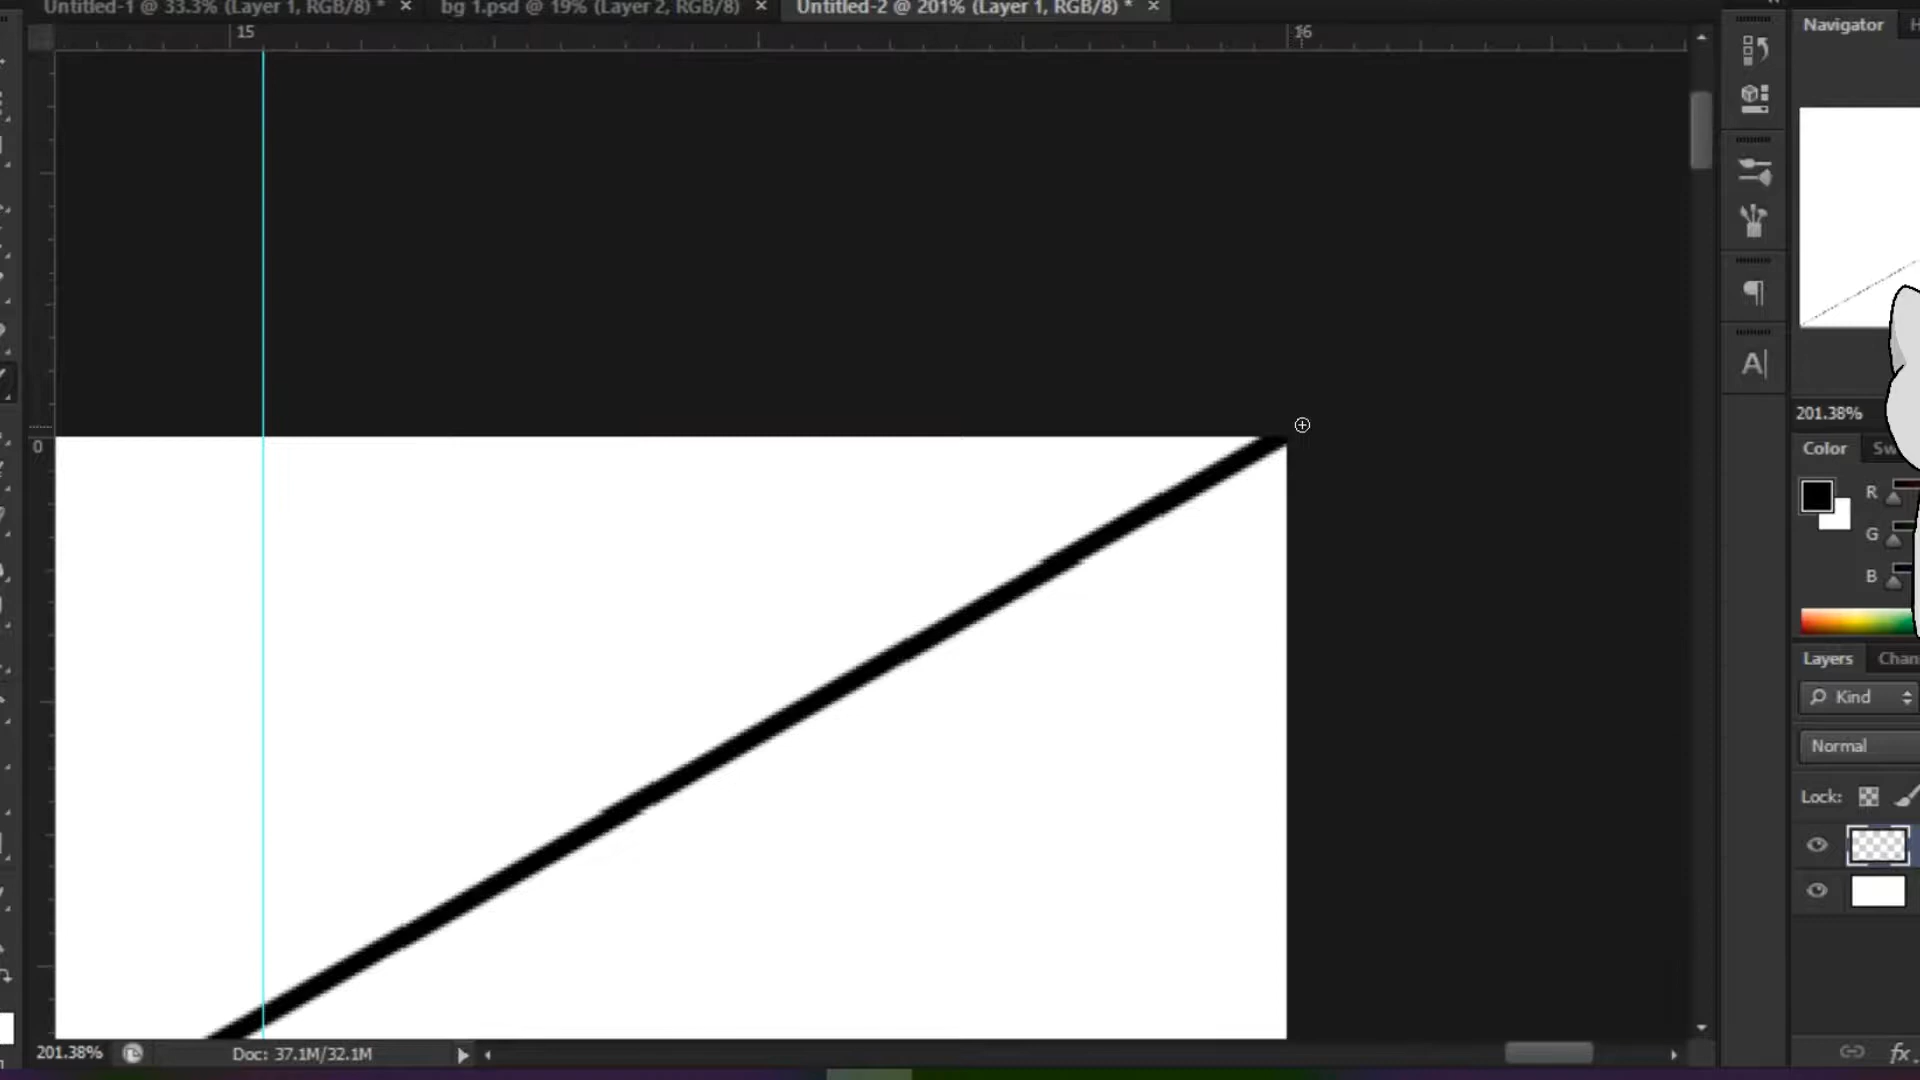 Untitled-1 @ 33.3% (Layer 1, RGB/8) * ×
bg 1.psd @ 19% (Layer 2, RGB/8) ×
Untitled-2 @ 201% (Layer 1, RGB/8) * ×
15
16
0
Navigator
201.38%
Color
R
G
B
Layers
Kind
Normal
Lock:
fx
201.38%
Doc: 37.1M/32.1M